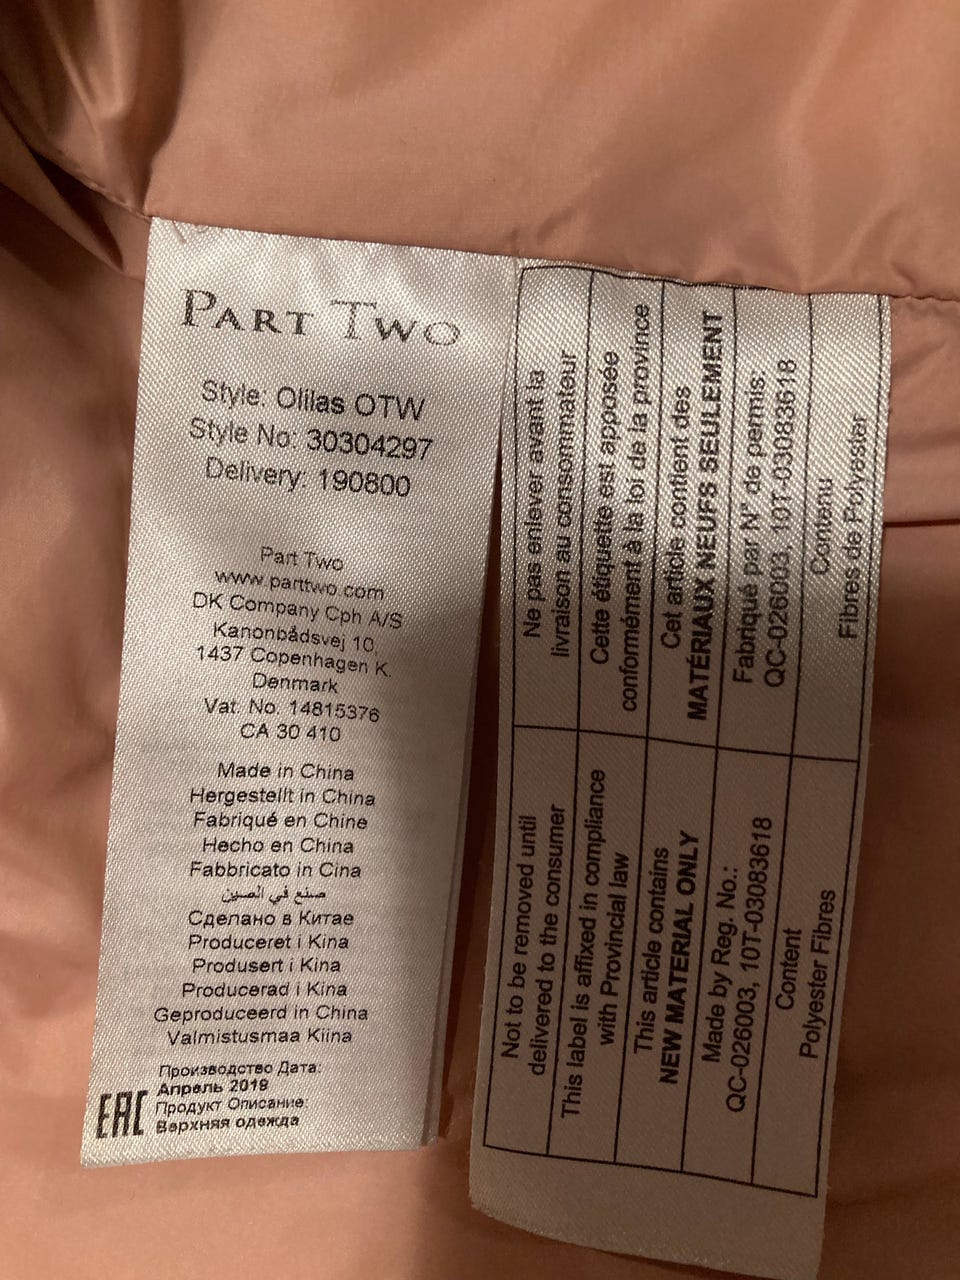 PART TWO
Style: Olilas OTW
Style No: 30304297
Delivery: 190800
Part Two
www.parttwo.com
DK Company Cph A/S
Kanonbådsvej 10,
1437 Copenhagen K.
Denmark
Vat. No. 14815376
CA 30 410
Made in China
Hergestellt in China
Fabriqué en Chine
Hecho en China
Fabbricato in Cina
صنع في الصين
Сделано в Китае
Produceret i Kina
Produsert i Kina
Producerad i Kina
Geproduceerd in China
Valmistusmaa Kiina
EAC
Производство Дата:
Апрель 2019
Продукт Описание:
Верхняя одежда
Ne pas enlever avant la
livraison au consommateur
Cette étiquette est apposée
conformément à la loi de la province
Cet article contient des
MATÉRIAUX NEUFS SEULEMENT
Fabriqué par N° de permis:
QC-026003, 10T-03083618
Contenu
Fibres de Polyester
Not to be removed until
delivered to the consumer
This label is affixed in compliance
with Provincial law
This article contains
NEW MATERIAL ONLY
Made by Reg. No.:
QC-026003, 10T-03083618
Content
Polyester Fibres